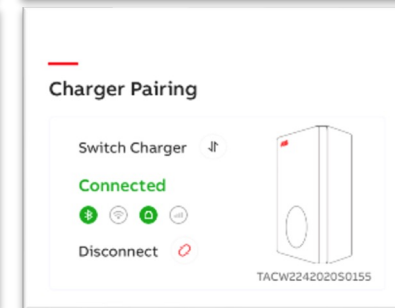 Charger Pairing
Switch Charger
Connected
Disconnect
TACW2242020S0155